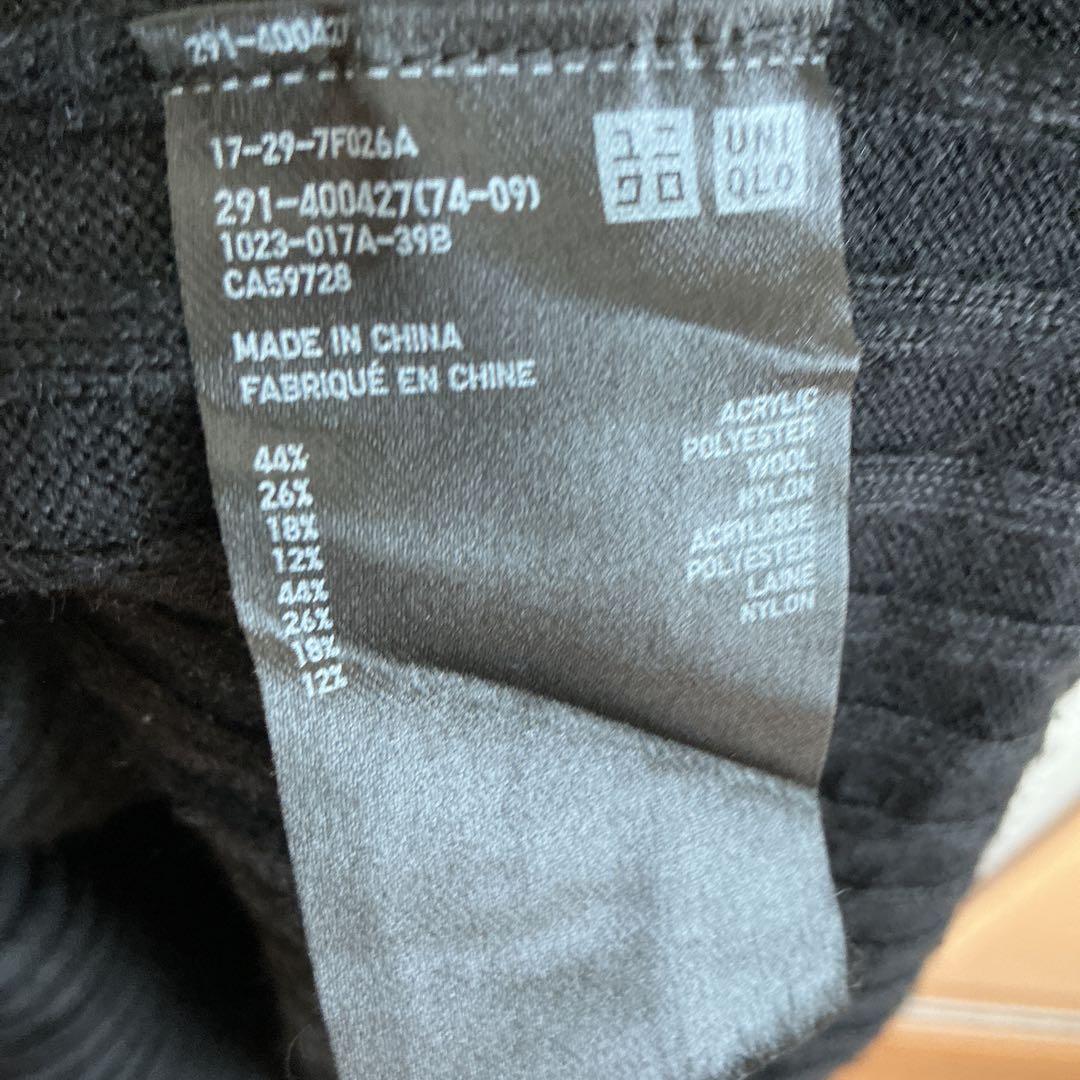 291-400427
17-29-7F026A
291-400427(74-09)
1023-017A-39B
CA59728
ユニ
クロ
UNI
QLO
MADE IN CHINA
FABRIQUÉ EN CHINE
44% ACRYLIC
26% POLYESTER
18% WOOL
12% NYLON
44% ACRYLIQUE
26% POLYESTER
18% LAINE
12% NYLON